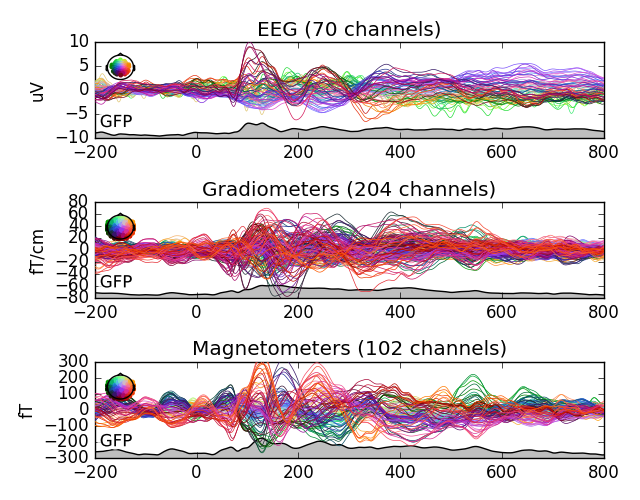 EEG (70 channels)
10
5
0
−5
−10
uV
GFP
−200 0 200 400 600 800
Gradiometers (204 channels)
80
60
40
20
0
−20
−40
−60
−80
fT/cm
GFP
−200 0 200 400 600 800
Magnetometers (102 channels)
300
200
100
0
−100
−200
−300
fT
GFP
−200 0 200 400 600 800